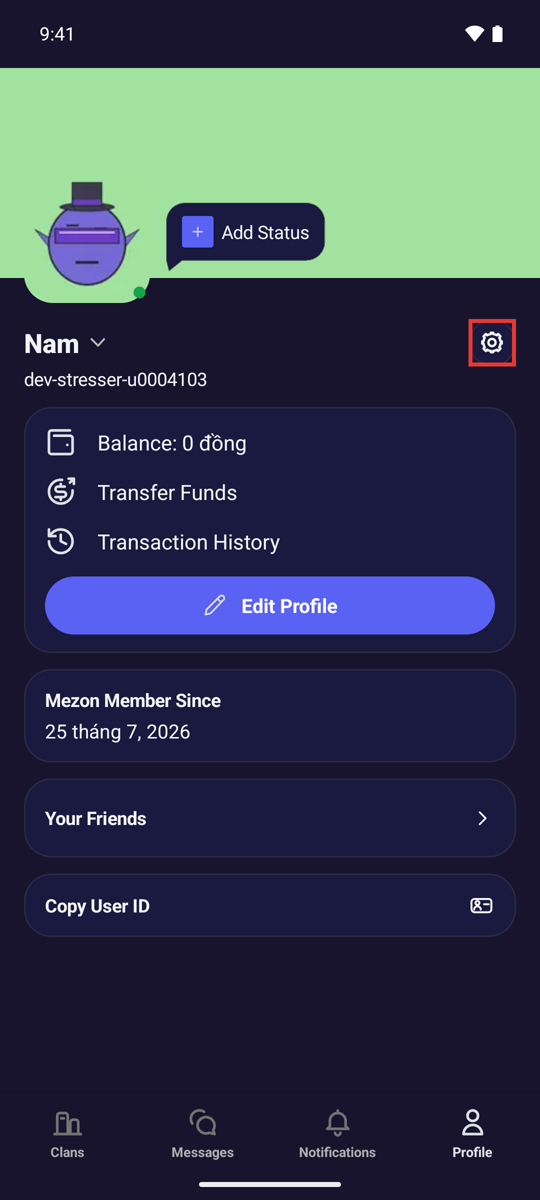 9:41
Add Status
Nam
dev-stresser-u0004103
Balance: 0 đồng
Transfer Funds
Transaction History
Edit Profile
Mezon Member Since
25 tháng 7, 2026
Your Friends
Copy User ID
Clans
Messages
Notifications
Profile